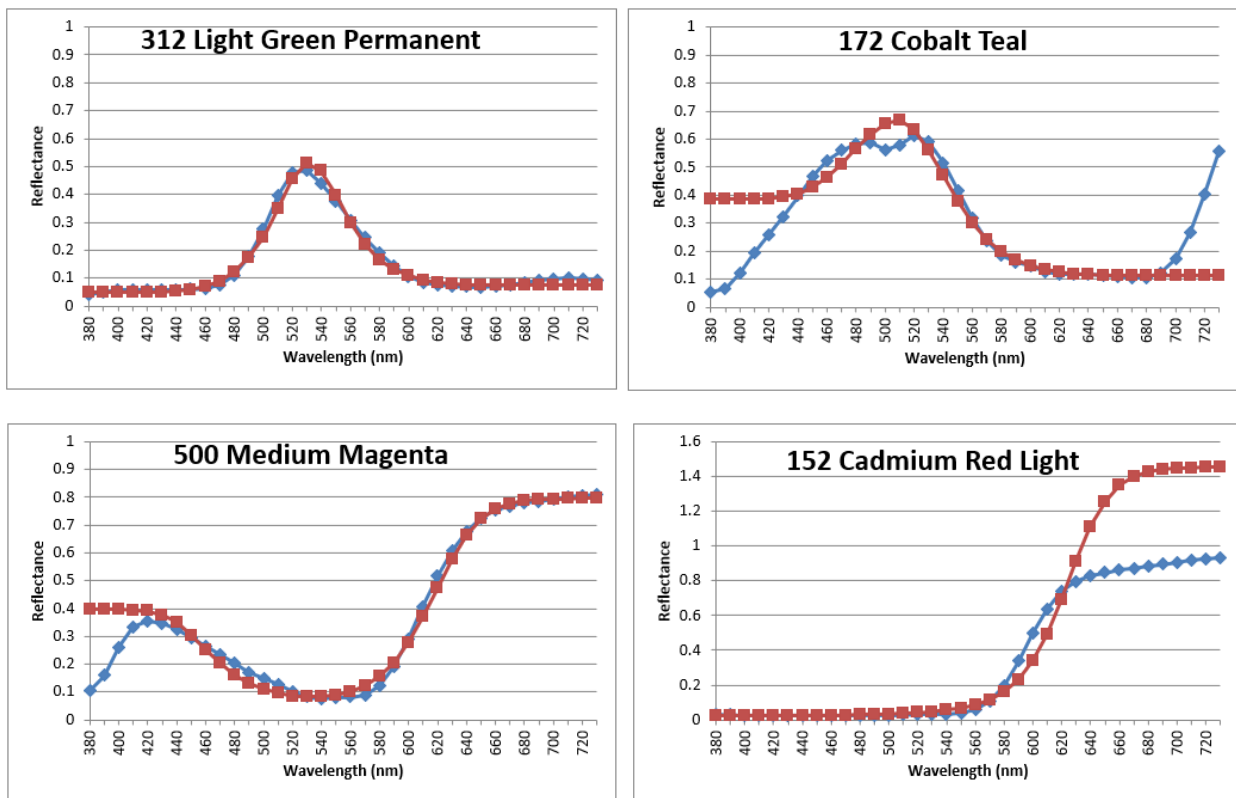 312 Light Green Permanent
1
0.9
0.8
0.7
0.6
0.5
0.4
0.3
0.2
0.1
0
Reflectance
380 400 420 440 460 480 500 520 540 560 580 600 620 640 660 680 700 720
Wavelength (nm)
172 Cobalt Teal
1
0.9
0.8
0.7
0.6
0.5
0.4
0.3
0.2
0.1
0
Reflectance
380 400 420 440 460 480 500 520 540 560 580 600 620 640 660 680 700 720
Wavelength (nm)
500 Medium Magenta
1
0.9
0.8
0.7
0.6
0.5
0.4
0.3
0.2
0.1
0
Reflectance
380 400 420 440 460 480 500 520 540 560 580 600 620 640 660 680 700 720
Wavelength (nm)
152 Cadmium Red Light
1.6
1.4
1.2
1
0.8
0.6
0.4
0.2
0
Reflectance
380 400 420 440 460 480 500 520 540 560 580 600 620 640 660 680 700 720
Wavelength (nm)